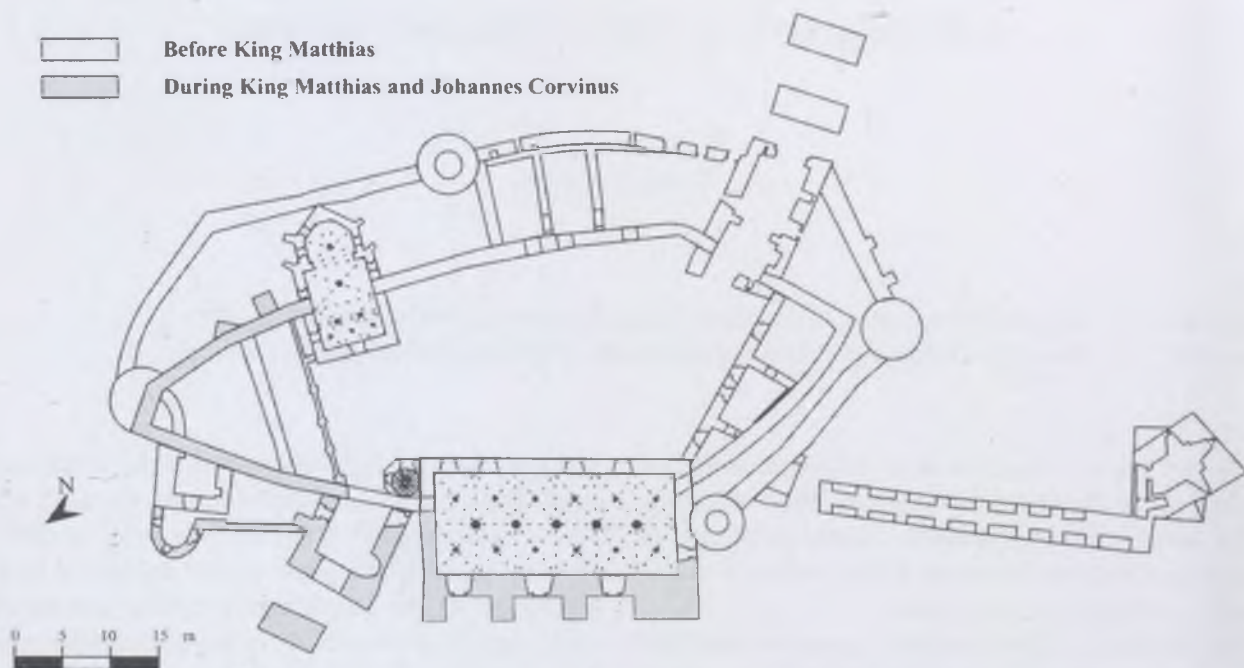 Before King Matthias
During King Matthias and Johannes Corvinus
N
0 5 10 15 m